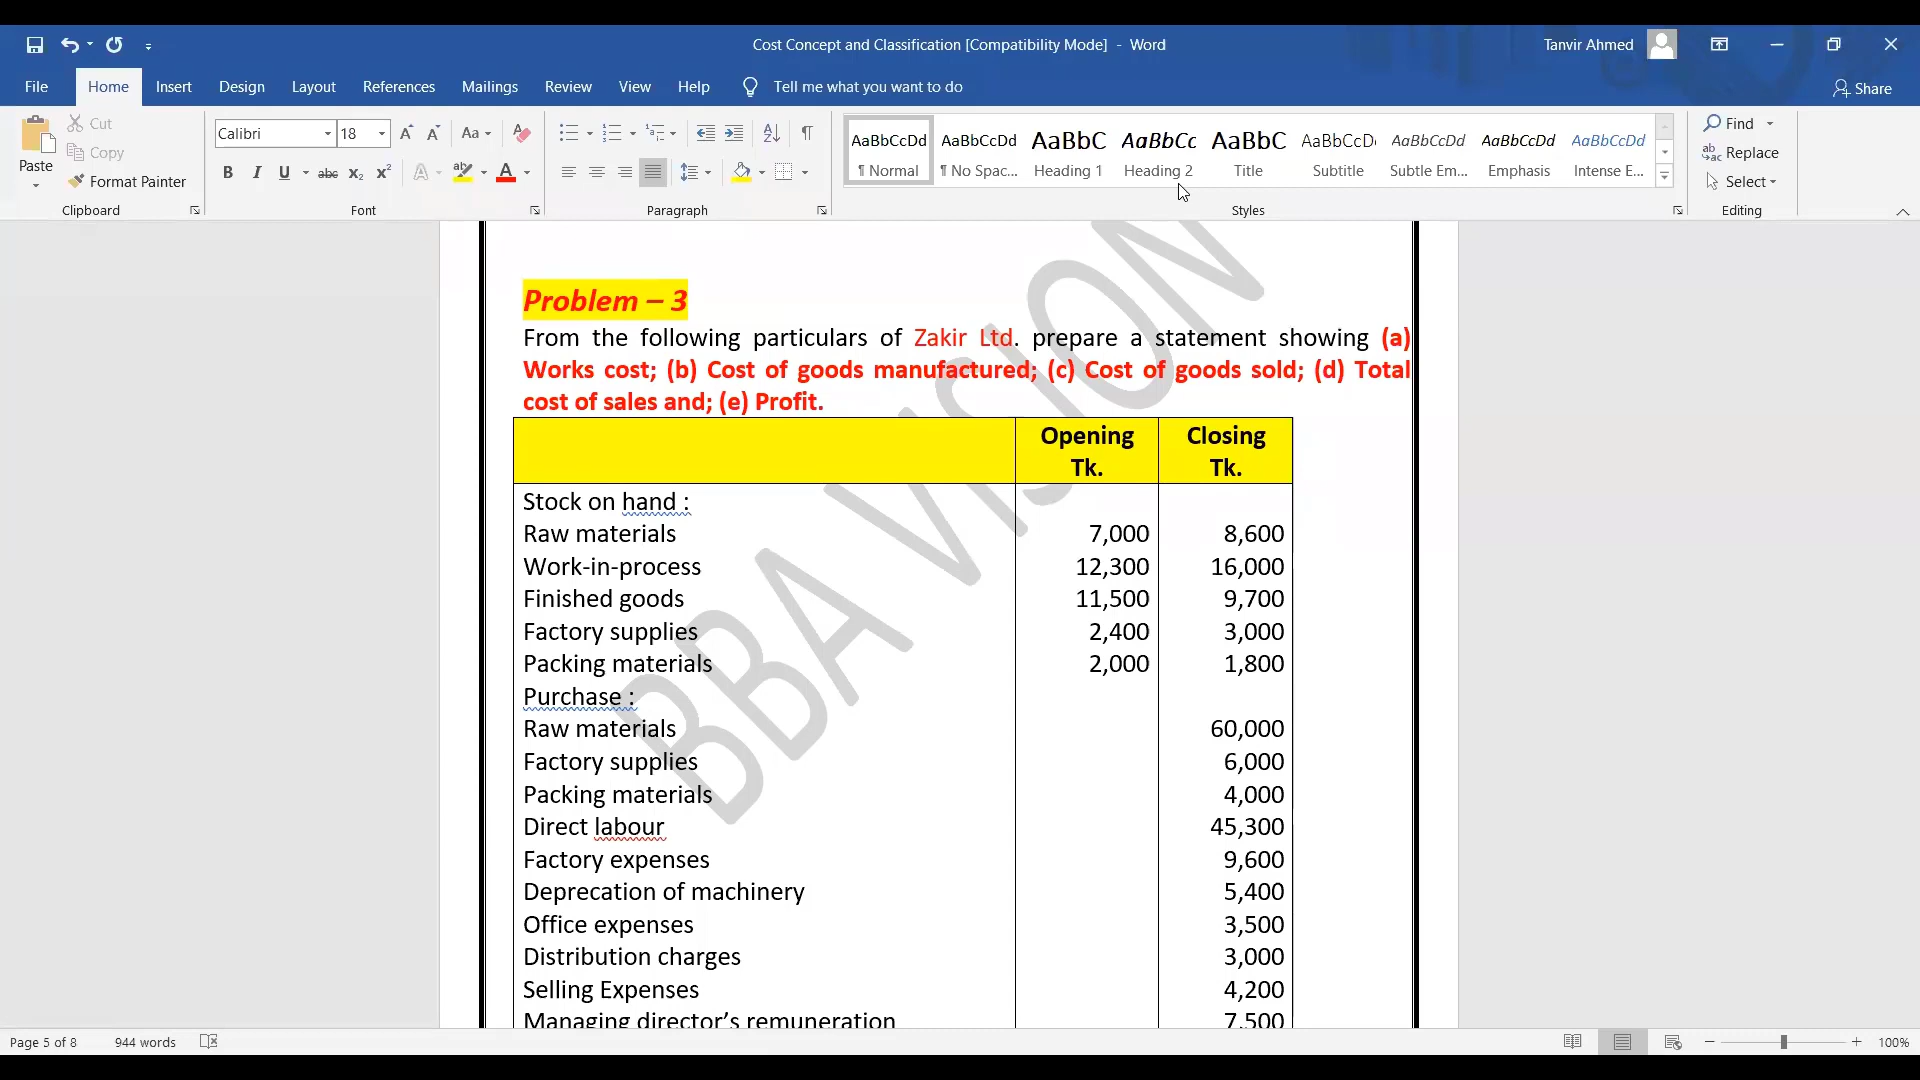 Cost Concept and Classification [Compatibility Mode] - Word
Tanvir Ahmed
File Home Insert Design Layout References Mailings Review View Help Tell me what you want to do
Share
Paste
Cut
Copy
Format Painter
Clipboard
Calibri 18
Font
Paragraph
AaBbCcDd AaBbCcDd AaBbC AaBbCc AaBbC AaBbCcD AaBbCcDd AaBbCcDd AaBbCcDd
¶ Normal ¶ No Spac... Heading 1 Heading 2 Title Subtitle Subtle Em... Emphasis Intense E...
Styles
Find
Replace
Select
Editing
Problem – 3
From the following particulars of Zakir Ltd. prepare a statement showing (a)
Works cost; (b) Cost of goods manufactured; (c) Cost of goods sold; (d) Total
cost of sales and; (e) Profit.
Opening Tk. Closing Tk.
Stock on hand :
Raw materials 7,000 8,600
Work-in-process 12,300 16,000
Finished goods 11,500 9,700
Factory supplies 2,400 3,000
Packing materials 2,000 1,800
Purchase :
Raw materials 60,000
Factory supplies 6,000
Packing materials 4,000
Direct labour 45,300
Factory expenses 9,600
Deprecation of machinery 5,400
Office expenses 3,500
Distribution charges 3,000
Selling Expenses 4,200
Managing director's remuneration 7,500
BBA VISION
Page 5 of 8 944 words
100%